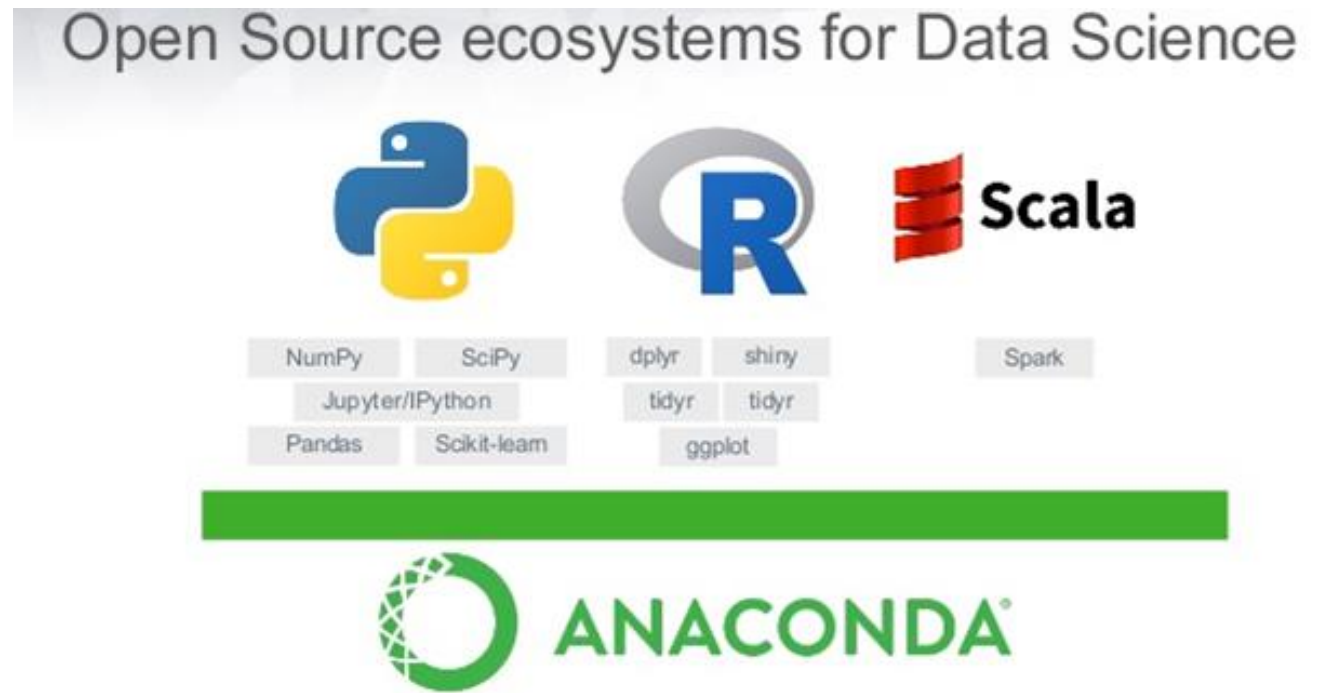 Open Source ecosystems for Data Science
R
Scala
NumPy SciPy dplyr shiny Spark
Jupyter/IPython tidyr tidyr
Pandas Scikit-learn ggplot
ANACONDA®